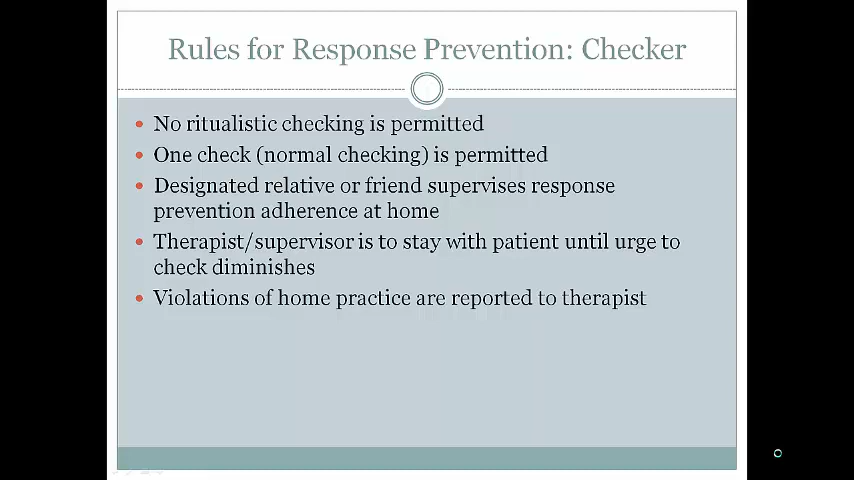 Rules for Response Prevention: Checker
No ritualistic checking is permitted
One check (normal checking) is permitted
Designated relative or friend supervises response
prevention adherence at home
Therapist/supervisor is to stay with patient until urge to
check diminishes
Violations of home practice are reported to therapist